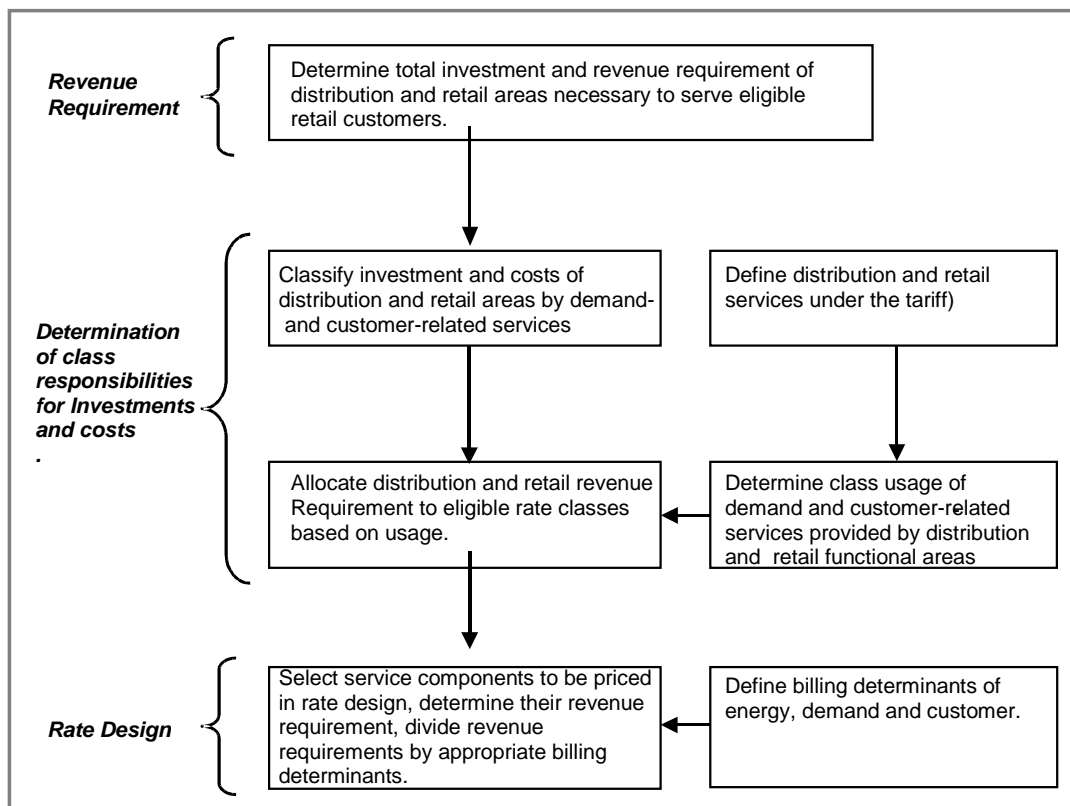 Revenue
Requirement
Determine total investment and revenue requirement of
distribution and retail areas necessary to serve eligible
retail customers.
Determination
of class
responsibilities
for Investments
and costs
.
Classify investment and costs of
distribution and retail areas by demand-
and customer-related services
Define distribution and retail
services under the tariff)
Allocate distribution and retail revenue
Requirement to eligible rate classes
based on usage.
Determine class usage of
demand and customer-related
services provided by distribution
and retail functional areas
Rate Design
Select service components to be priced
in rate design, determine their revenue
requirement, divide revenue
requirements by appropriate billing
determinants.
Define billing determinants of
energy, demand and customer.